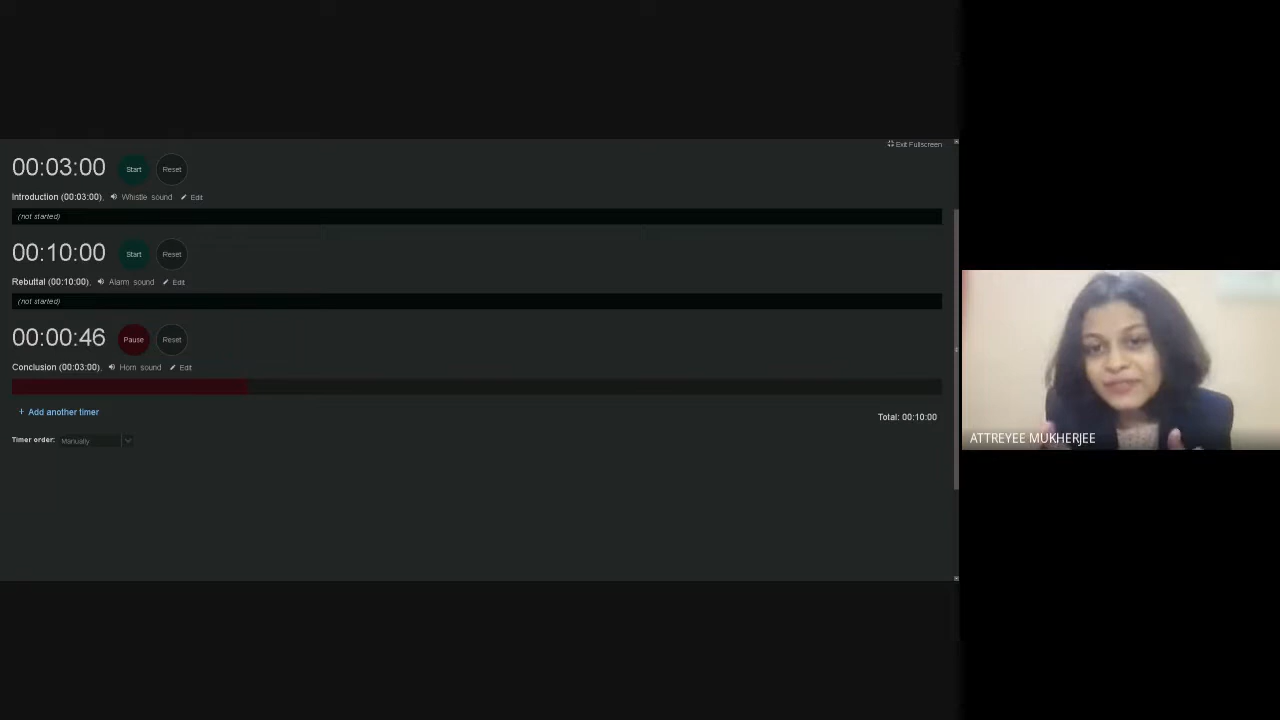 Exit Fullscreen
00:03:00 Start Reset
Introduction (00:03:00), Whistle sound Edit
(not started)
00:10:00 Start Reset
Rebuttal (00:10:00), Alarm sound Edit
(not started)
00:00:46 Pause Reset
Conclusion (00:03:00), Horn sound Edit
+ Add another timer
Total: 00:10:00
Timer order: Manually
ATTREYEE MUKHERJEE